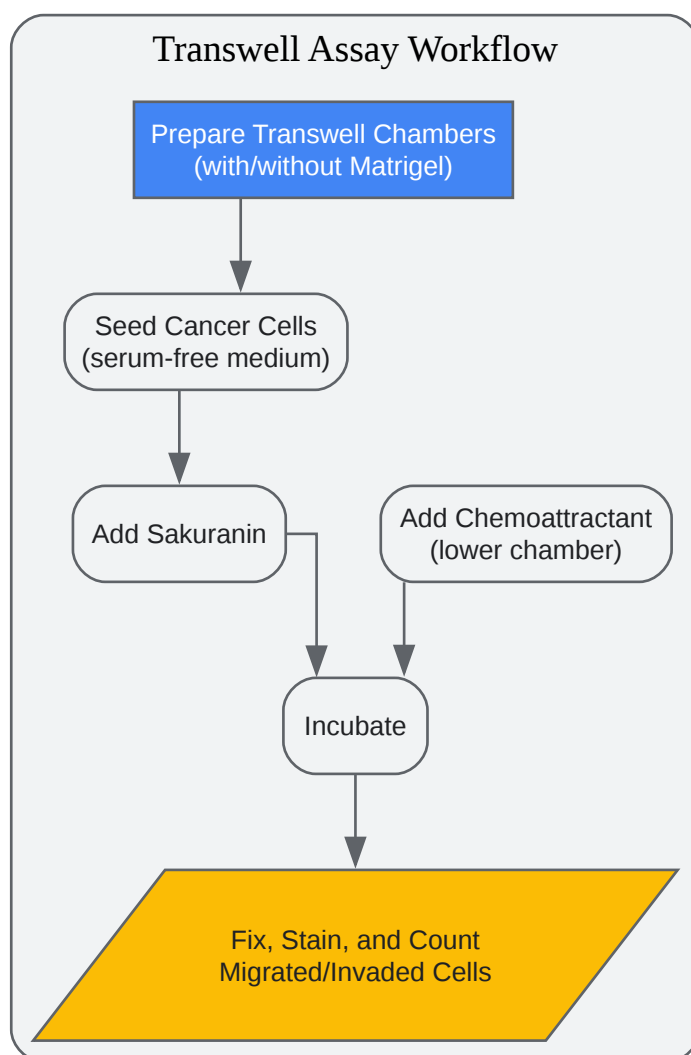 Transwell Assay Workflow
Prepare Transwell Chambers
(with/without Matrigel)
Seed Cancer Cells
(serum-free medium)
Add Sakuranin
Add Chemoattractant
(lower chamber)
Incubate
Fix, Stain, and Count
Migrated/Invaded Cells